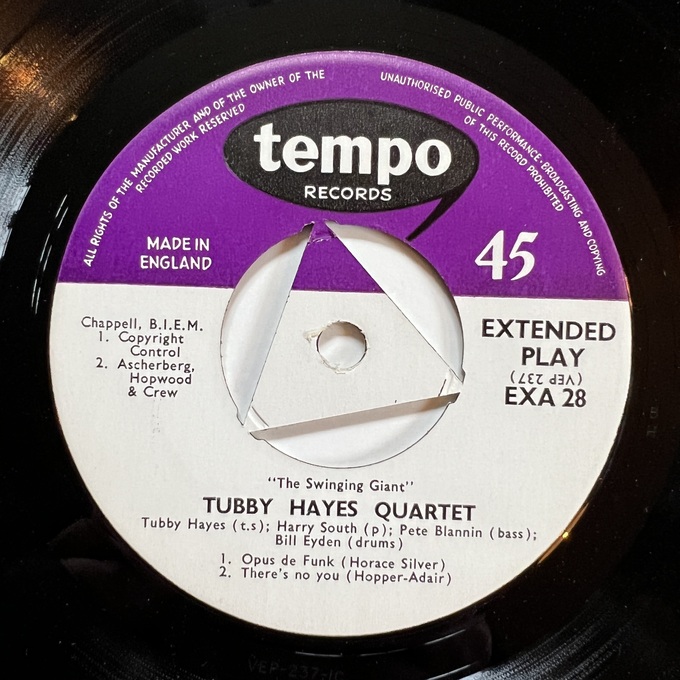 ALL RIGHTS OF THE MANUFACTURER AND OF THE OWNER OF THE
RECORDED WORK RESERVED
UNAUTHORISED PUBLIC PERFORMANCE, BROADCASTING AND COPYING
OF THIS RECORD PROHIBITED
tempo
RECORDS
MADE IN
ENGLAND
45
Chappell, B.I.E.M.
1. Copyright
Control
2. Ascherberg,
Hopwood
& Crew
EXTENDED
PLAY
(VEP 237)
EXA 28
"The Swinging Giant"
TUBBY HAYES QUARTET
Tubby Hayes (t.s); Harry South (p); Pete Blannin (bass);
Bill Eyden (drums)
1. Opus de Funk (Horace Silver)
2. There's no you (Hopper-Adair)